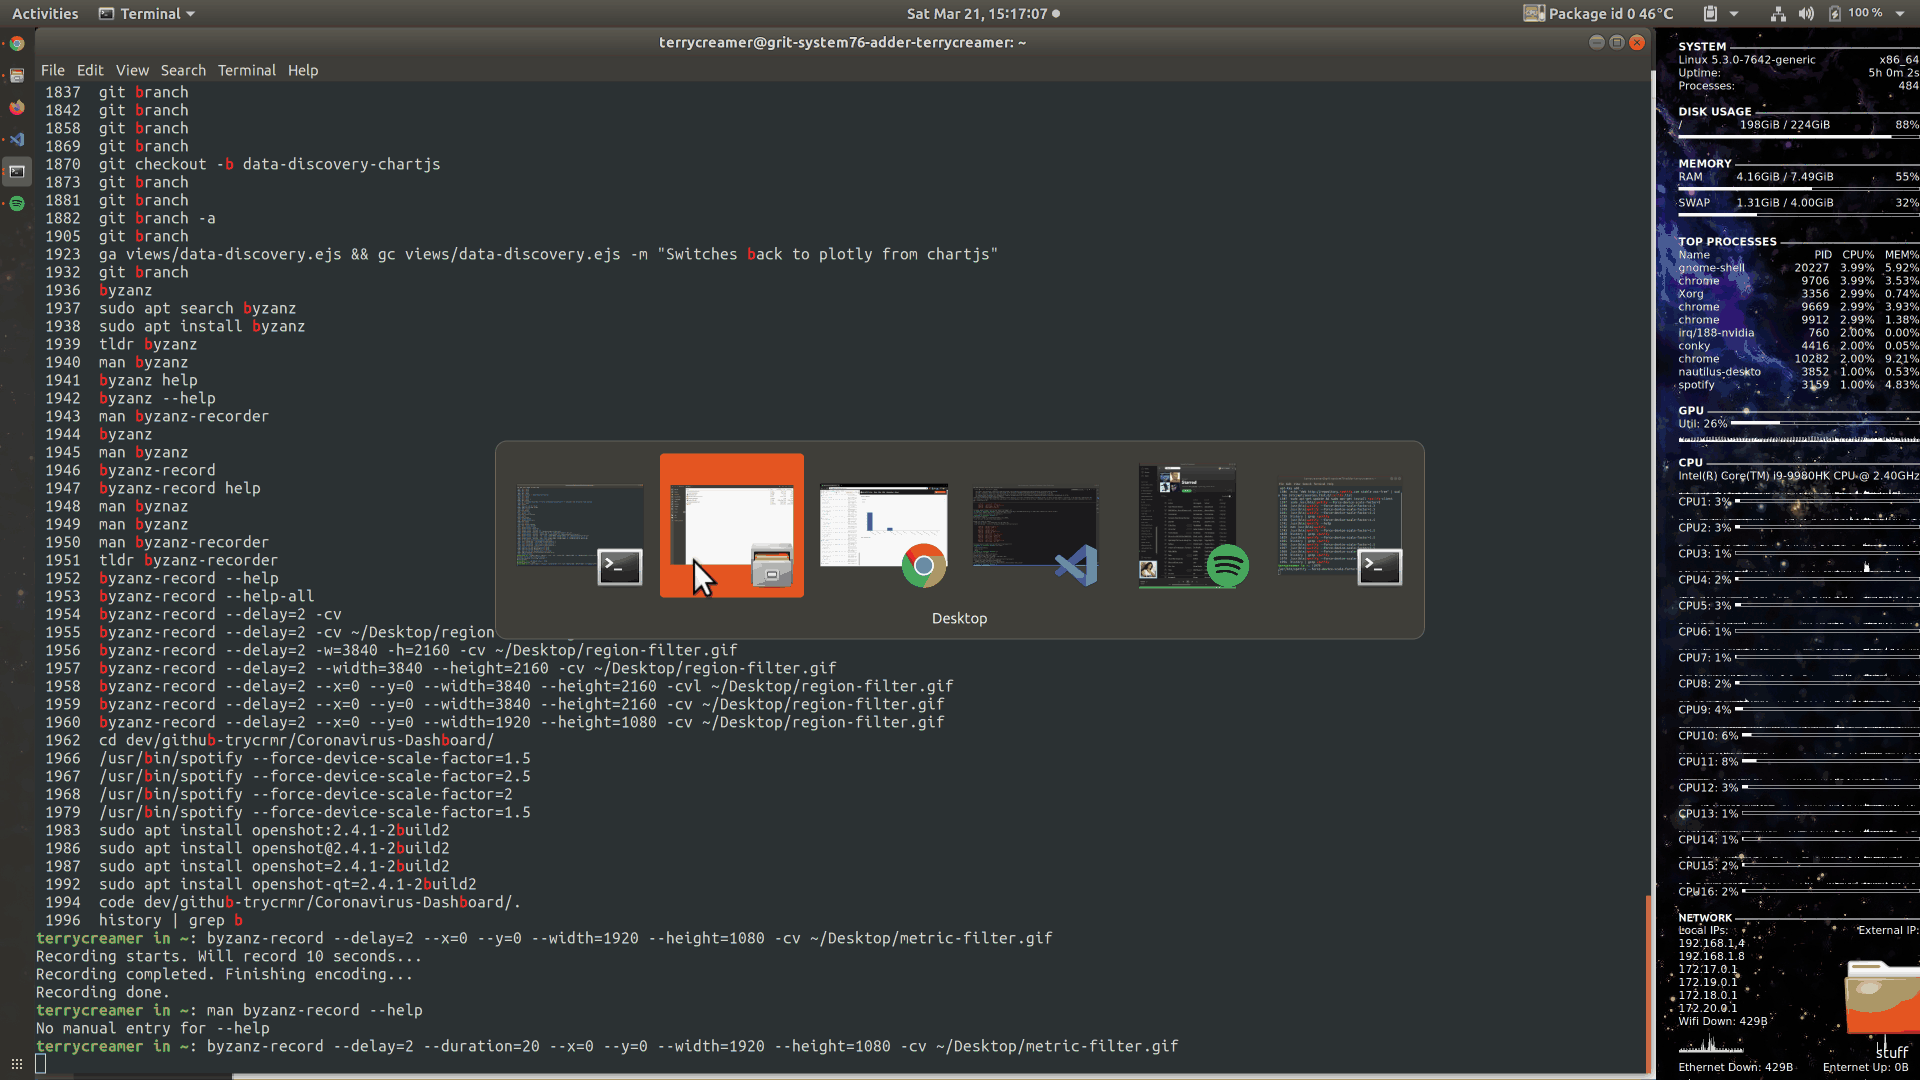 Activities Terminal Sat Mar 21, 15:17:07 Package id 0 46°C 100 %
terrycreamer@grit-system76-adder-terrycreamer: ~
File Edit View Search Terminal Help
1837 git branch
1842 git branch
1858 git branch
1869 git branch
1870 git checkout -b data-discovery-chartjs
1873 git branch
1881 git branch
1882 git branch -a
1905 git branch
1923 ga views/data-discovery.ejs && gc views/data-discovery.ejs -m "Switches back to plotly from chartjs"
1932 git branch
1936 byzanz
1937 sudo apt search byzanz
1938 sudo apt install byzanz
1939 tldr byzanz
1940 man byzanz
1941 byzanz help
1942 byzanz --help
1943 man byzanz-recorder
1944 byzanz
1945 man byzanz
1946 byzanz-record
1947 byzanz-record help
1948 man byznaz
1949 man byzanz
1950 man byzanz-recorder
1951 tldr byzanz-recorder
1952 byzanz-record --help
1953 byzanz-record --help-all
1954 byzanz-record --delay=2 -cv
1955 byzanz-record --delay=2 -cv ~/Desktop/region
1956 byzanz-record --delay=2 -w=3840 -h=2160 -cv ~/Desktop/region-filter.gif
1957 byzanz-record --delay=2 --width=3840 --height=2160 -cv ~/Desktop/region-filter.gif
1958 byzanz-record --delay=2 --x=0 --y=0 --width=3840 --height=2160 -cvl ~/Desktop/region-filter.gif
1959 byzanz-record --delay=2 --x=0 --y=0 --width=3840 --height=2160 -cv ~/Desktop/region-filter.gif
1960 byzanz-record --delay=2 --x=0 --y=0 --width=1920 --height=1080 -cv ~/Desktop/region-filter.gif
1962 cd dev/github-trycrmr/Coronavirus-Dashboard/
1966 /usr/bin/spotify --force-device-scale-factor=1.5
1967 /usr/bin/spotify --force-device-scale-factor=2.5
1968 /usr/bin/spotify --force-device-scale-factor=2
1979 /usr/bin/spotify --force-device-scale-factor=1.5
1983 sudo apt install openshot:2.4.1-2build2
1986 sudo apt install openshot@2.4.1-2build2
1987 sudo apt install openshot=2.4.1-2build2
1992 sudo apt install openshot-qt=2.4.1-2build2
1994 code dev/github-trycrmr/Coronavirus-Dashboard/.
1996 history | grep b
terrycreamer in ~: byzanz-record --delay=2 --x=0 --y=0 --width=1920 --height=1080 -cv ~/Desktop/metric-filter.gif
Recording starts. Will record 10 seconds...
Recording completed. Finishing encoding...
Recording done.
terrycreamer in ~: man byzanz-record --help
No manual entry for --help
terrycreamer in ~: byzanz-record --delay=2 --duration=20 --x=0 --y=0 --width=1920 --height=1080 -cv ~/Desktop/metric-filter.gif
Desktop
SYSTEM
Linux 5.3.0-7642-generic x86_64
Uptime: 5h 0m 2s
Processes: 484
DISK USAGE
/ 198GiB / 224GiB 88%
MEMORY
RAM 4.16GiB / 7.49GiB 55%
SWAP 1.31GiB / 4.00GiB 32%
TOP PROCESSES
Name PID CPU% MEM%
gnome-shell 20227 3.99% 5.92%
chrome 9706 3.99% 3.53%
Xorg 3356 2.99% 0.74%
chrome 9669 2.99% 3.93%
chrome 9912 2.99% 1.38%
irq/188-nvidia 760 2.00% 0.00%
conky 4416 2.00% 0.05%
chrome 10282 2.00% 9.21%
nautilus-deskto 3852 1.00% 0.53%
spotify 3159 1.00% 4.83%
GPU
Util: 26%
CPU
Intel(R) Core(TM) i9-9980HK CPU @ 2.40GHz
CPU1: 3%
CPU2: 3%
CPU3: 1%
CPU4: 2%
CPU5: 3%
CPU6: 1%
CPU7: 1%
CPU8: 2%
CPU9: 4%
CPU10: 6%
CPU11: 8%
CPU12: 3%
CPU13: 1%
CPU14: 1%
CPU15: 2%
CPU16: 2%
NETWORK
Local IPs: External IP:
192.168.1.4
192.168.1.8
172.17.0.1
172.19.0.1
172.18.0.1
172.20.0.1
Wifi Down: 429B
stuff
Ethernet Down: 429B Enternet Up: 0B